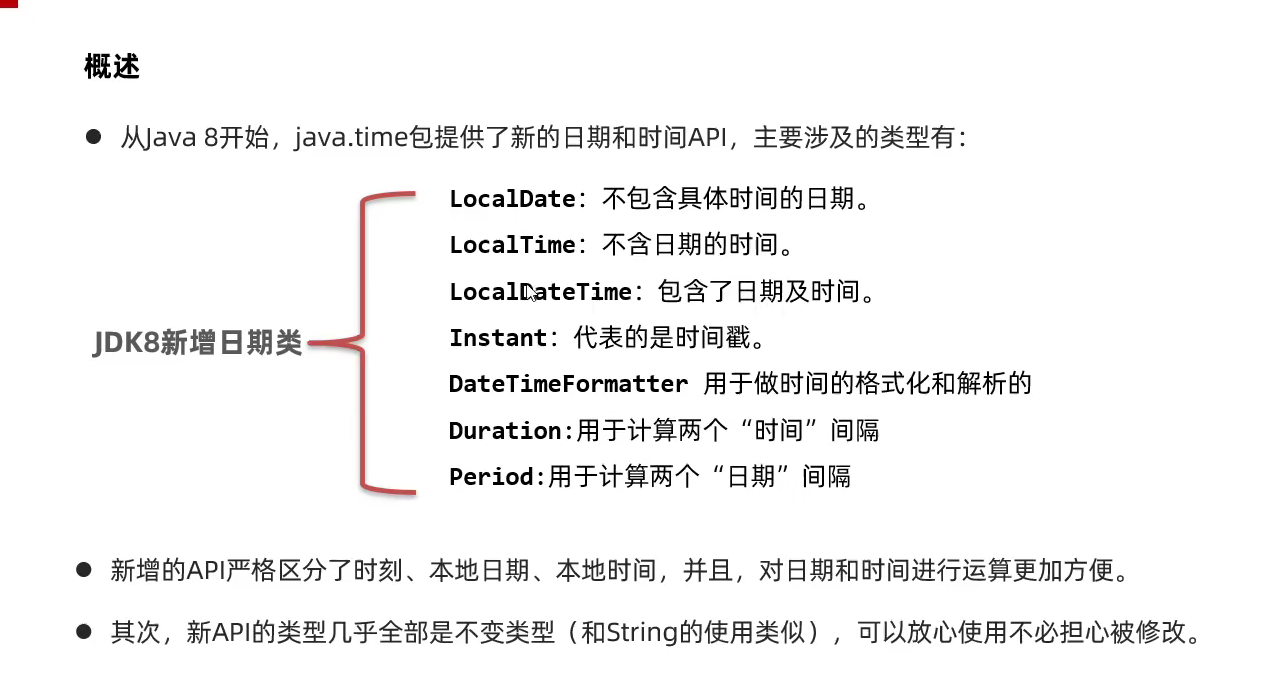 概述
● 从Java 8开始，java.time包提供了新的日期和时间API，主要涉及的类型有：
LocalDate：不包含具体时间的日期。
LocalTime：不含日期的时间。
LocalDateTime：包含了日期及时间。
JDK8新增日期类
Instant：代表的是时间戳。
DateTimeFormatter 用于做时间的格式化和解析的
Duration:用于计算两个“时间”间隔
Period:用于计算两个“日期”间隔
● 新增的API严格区分了时刻、本地日期、本地时间，并且，对日期和时间进行运算更加方便。
● 其次，新API的类型几乎全部是不变类型（和String的使用类似），可以放心使用不必担心被修改。